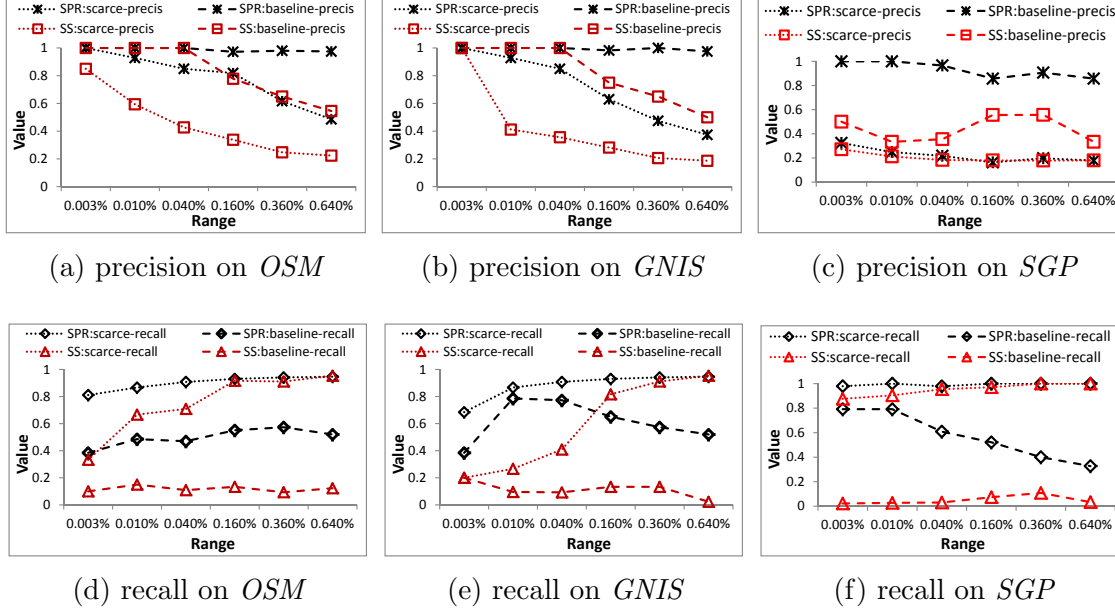 SPR:scarce-precis SPR:baseline-precis
SS:scarce-precis SS:baseline-precis
1
0.8
0.6
0.4
0.2
0
Value
0.003% 0.010% 0.040% 0.160% 0.360% 0.640%
Range
(a) precision on OSM
SPR:scarce-precis SPR:baseline-precis
SS:scarce-precis SS:baseline-precis
1
0.8
0.6
0.4
0.2
0
Value
0.003% 0.010% 0.040% 0.160% 0.360% 0.640%
Range
(b) precision on GNIS
SPR:scarce-precis SPR:baseline-precis
SS:scarce-precis SS:baseline-precis
1
0.8
0.6
0.4
0.2
0
Value
0.003% 0.010% 0.040% 0.160% 0.360% 0.640%
Range
(c) precision on SGP
SPR:scarce-recall SPR:baseline-recall
SS:scarce-recall SS:baseline-recall
1
0.8
0.6
0.4
0.2
0
Value
0.003% 0.010% 0.040% 0.160% 0.360% 0.640%
Range
(d) recall on OSM
SPR:scarce-recall SPR:baseline-recall
SS:scarce-recall SS:baseline-recall
1
0.8
0.6
0.4
0.2
0
Value
0.003% 0.010% 0.040% 0.160% 0.360% 0.640%
Range
(e) recall on GNIS
SPR:scarce-recall SPR:baseline-recall
SS:scarce-recall SS:baseline-recall
1
0.8
0.6
0.4
0.2
0
Value
0.003% 0.010% 0.040% 0.160% 0.360% 0.640%
Range
(f) recall on SGP